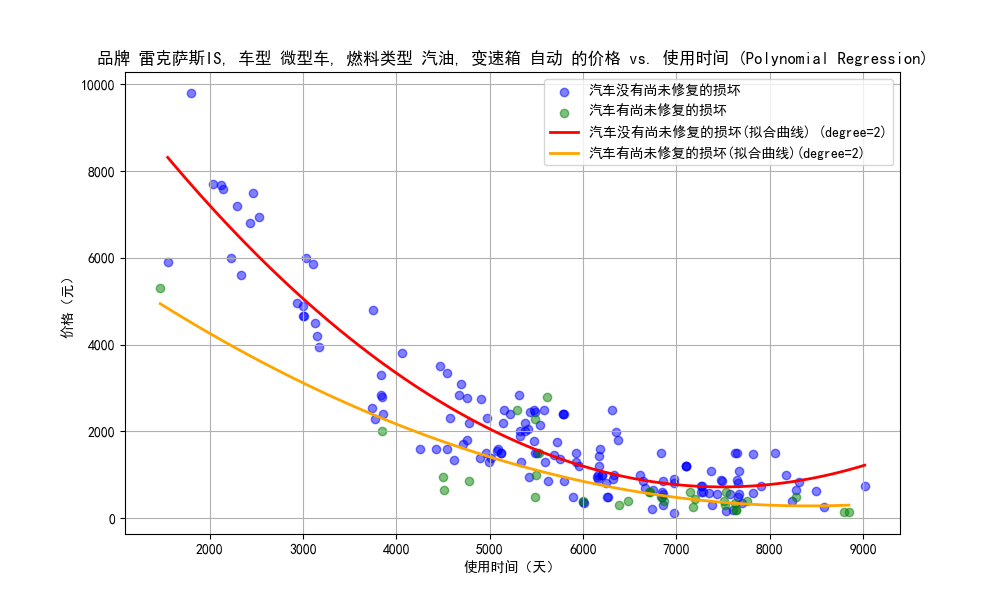 品牌 雷克萨斯IS, 车型 微型车, 燃料类型 汽油, 变速箱 自动 的价格 vs. 使用时间 (Polynomial Regression)
10000
8000
6000
4000
2000
0
价格（元）
汽车没有尚未修复的损坏
汽车有尚未修复的损坏
汽车没有尚未修复的损坏(拟合曲线) (degree=2)
汽车有尚未修复的损坏(拟合曲线)(degree=2)
2000 3000 4000 5000 6000 7000 8000 9000
使用时间（天）